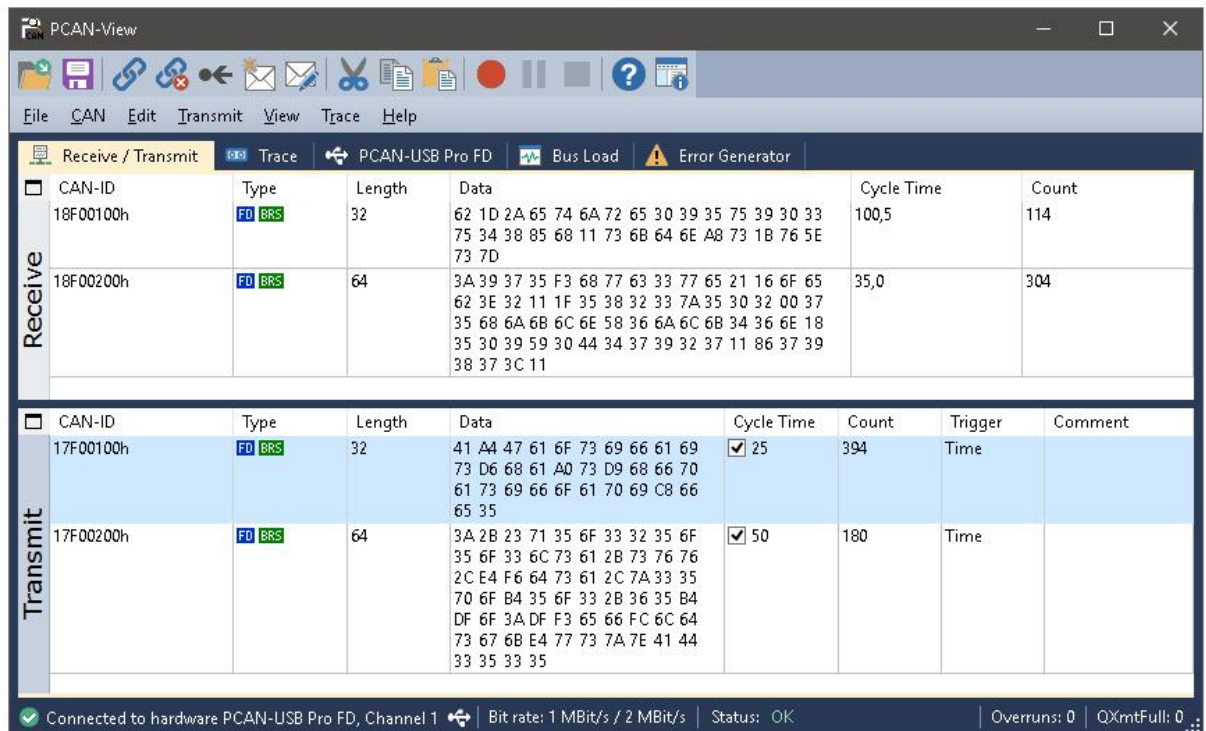 PCAN-View
File CAN Edit Transmit View Trace Help
Receive / Transmit Trace PCAN-USB Pro FD Bus Load Error Generator
Receive
CAN-ID Type Length Data Cycle Time Count
18F00100h FD BRS 32 62 1D 2A 65 74 6A 72 65 30 39 35 75 39 30 33 100,5 114
75 34 38 85 68 11 73 6B 64 6E A8 73 1B 76 5E
73 7D
18F00200h FD BRS 64 3A 39 37 35 F3 68 77 63 33 77 65 21 16 6F 65 35,0 304
62 3E 32 11 1F 35 38 32 33 7A 35 30 32 00 37
35 68 6A 6B 6C 6E 58 36 6A 6C 6B 34 36 6E 18
35 30 39 59 30 44 34 37 39 32 37 11 86 37 39
38 37 3C 11
Transmit
CAN-ID Type Length Data Cycle Time Count Trigger Comment
17F00100h FD BRS 32 41 A4 47 61 6F 73 69 66 61 69 25 394 Time
73 D6 68 61 A0 73 D9 68 66 70
61 73 69 66 6F 61 70 69 C8 66
65 35
17F00200h FD BRS 64 3A 2B 23 71 35 6F 33 32 35 6F 50 180 Time
35 6F 33 6C 73 61 2B 73 76 76
2C E4 F6 64 73 61 2C 7A 33 35
70 6F B4 35 6F 33 2B 36 35 B4
DF 6F 3A DF F3 65 66 FC 6C 64
73 67 6B E4 77 73 7A 7E 41 44
33 35 33 35
Connected to hardware PCAN-USB Pro FD, Channel 1 Bit rate: 1 MBit/s / 2 MBit/s Status: OK Overruns: 0 QXmtFull: 0